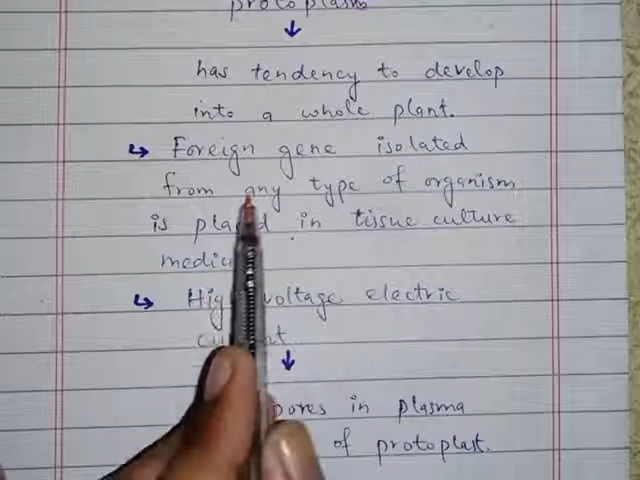 ↓
has tendency to develop
into a whole plant.
↳ Foreign gene isolated
from any type of organism
is placed in tissue culture
↳ High voltage electric
↓
pores in plasma
of protoplast.